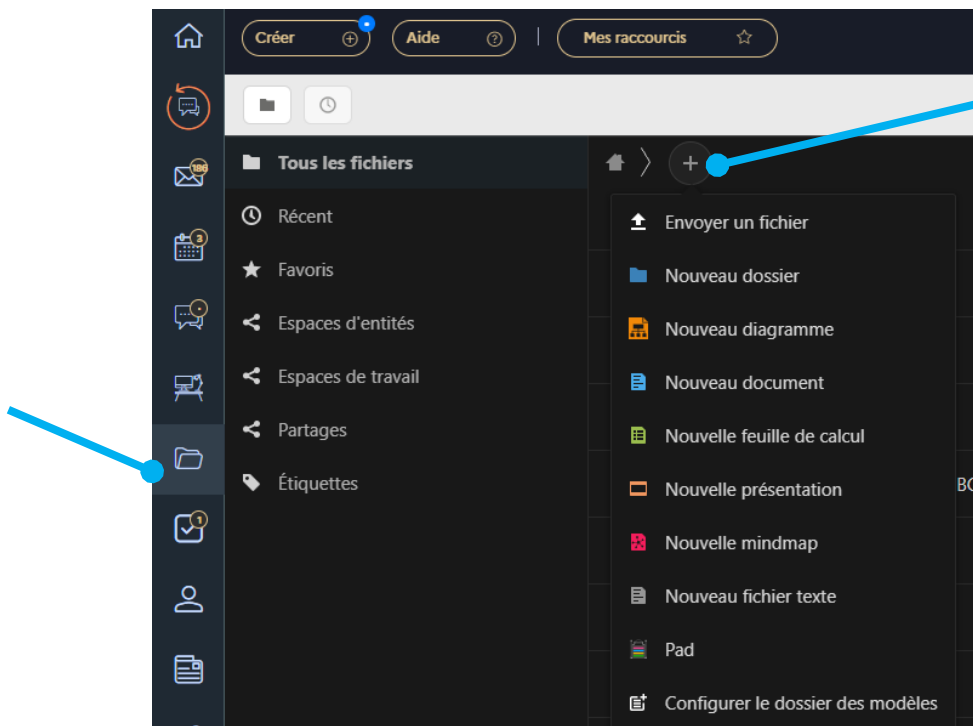 Créer
Aide
Mes raccourcis
186
Tous les fichiers
3
Récent
Envoyer un fichier
Favoris
Nouveau dossier
Espaces d'entités
Nouveau diagramme
Espaces de travail
Nouveau document
Partages
Nouvelle feuille de calcul
Étiquettes
Nouvelle présentation
BC
1
Nouvelle mindmap
Nouveau fichier texte
Pad
Configurer le dossier des modèles